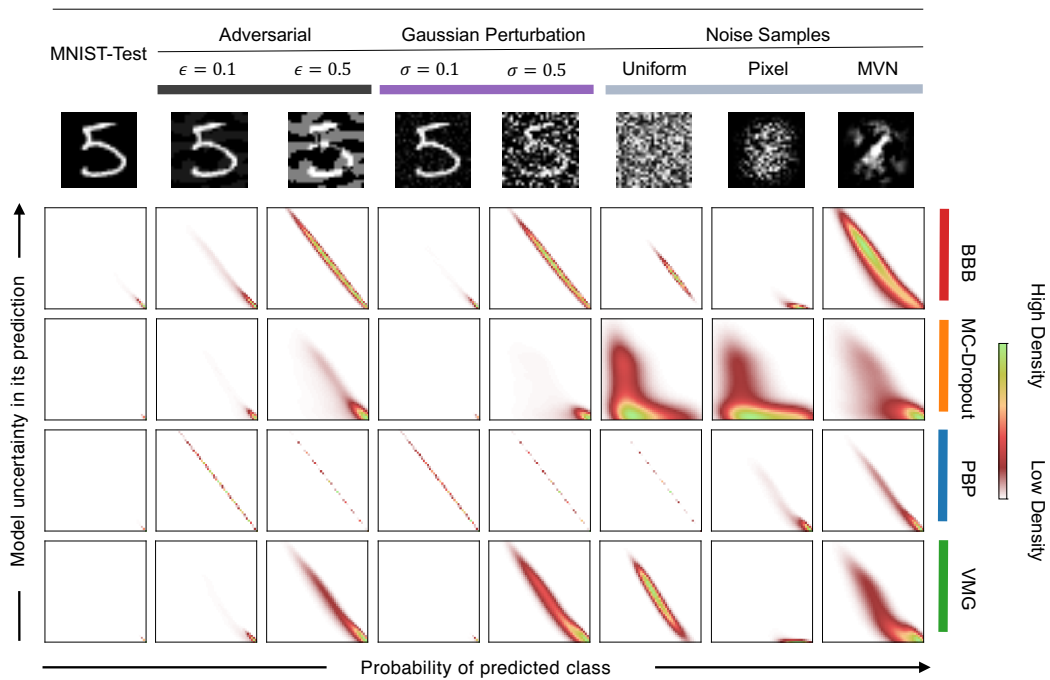 MNIST-Test
Adversarial
Gaussian Perturbation
Noise Samples
ϵ = 0.1
ϵ = 0.5
σ = 0.1
σ = 0.5
Uniform
Pixel
MVN
Model uncertainty in its prediction
BBB
MC-Dropout
PBP
VMG
High Density
Low Density
Probability of predicted class